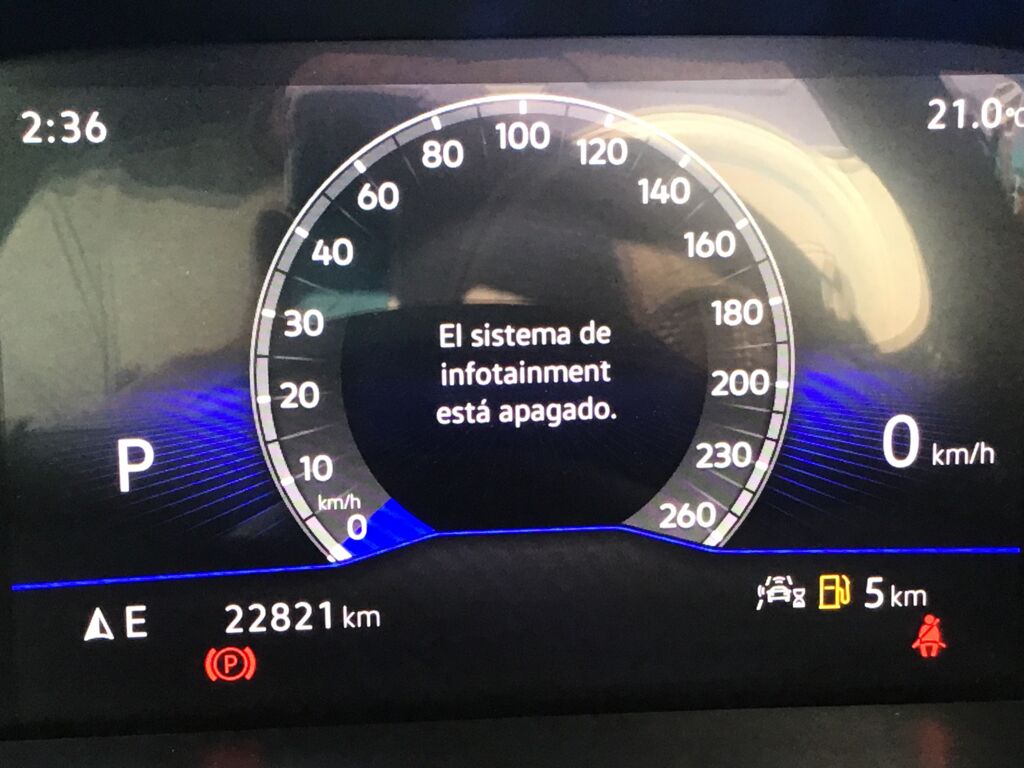 2:36
21.0°C
100
80
120
60
140
40
160
30
180
20
200
10
230
km/h
0
260
El sistema de
infotainment
está apagado.
P
0 km/h
E
22821 km
5 km
P